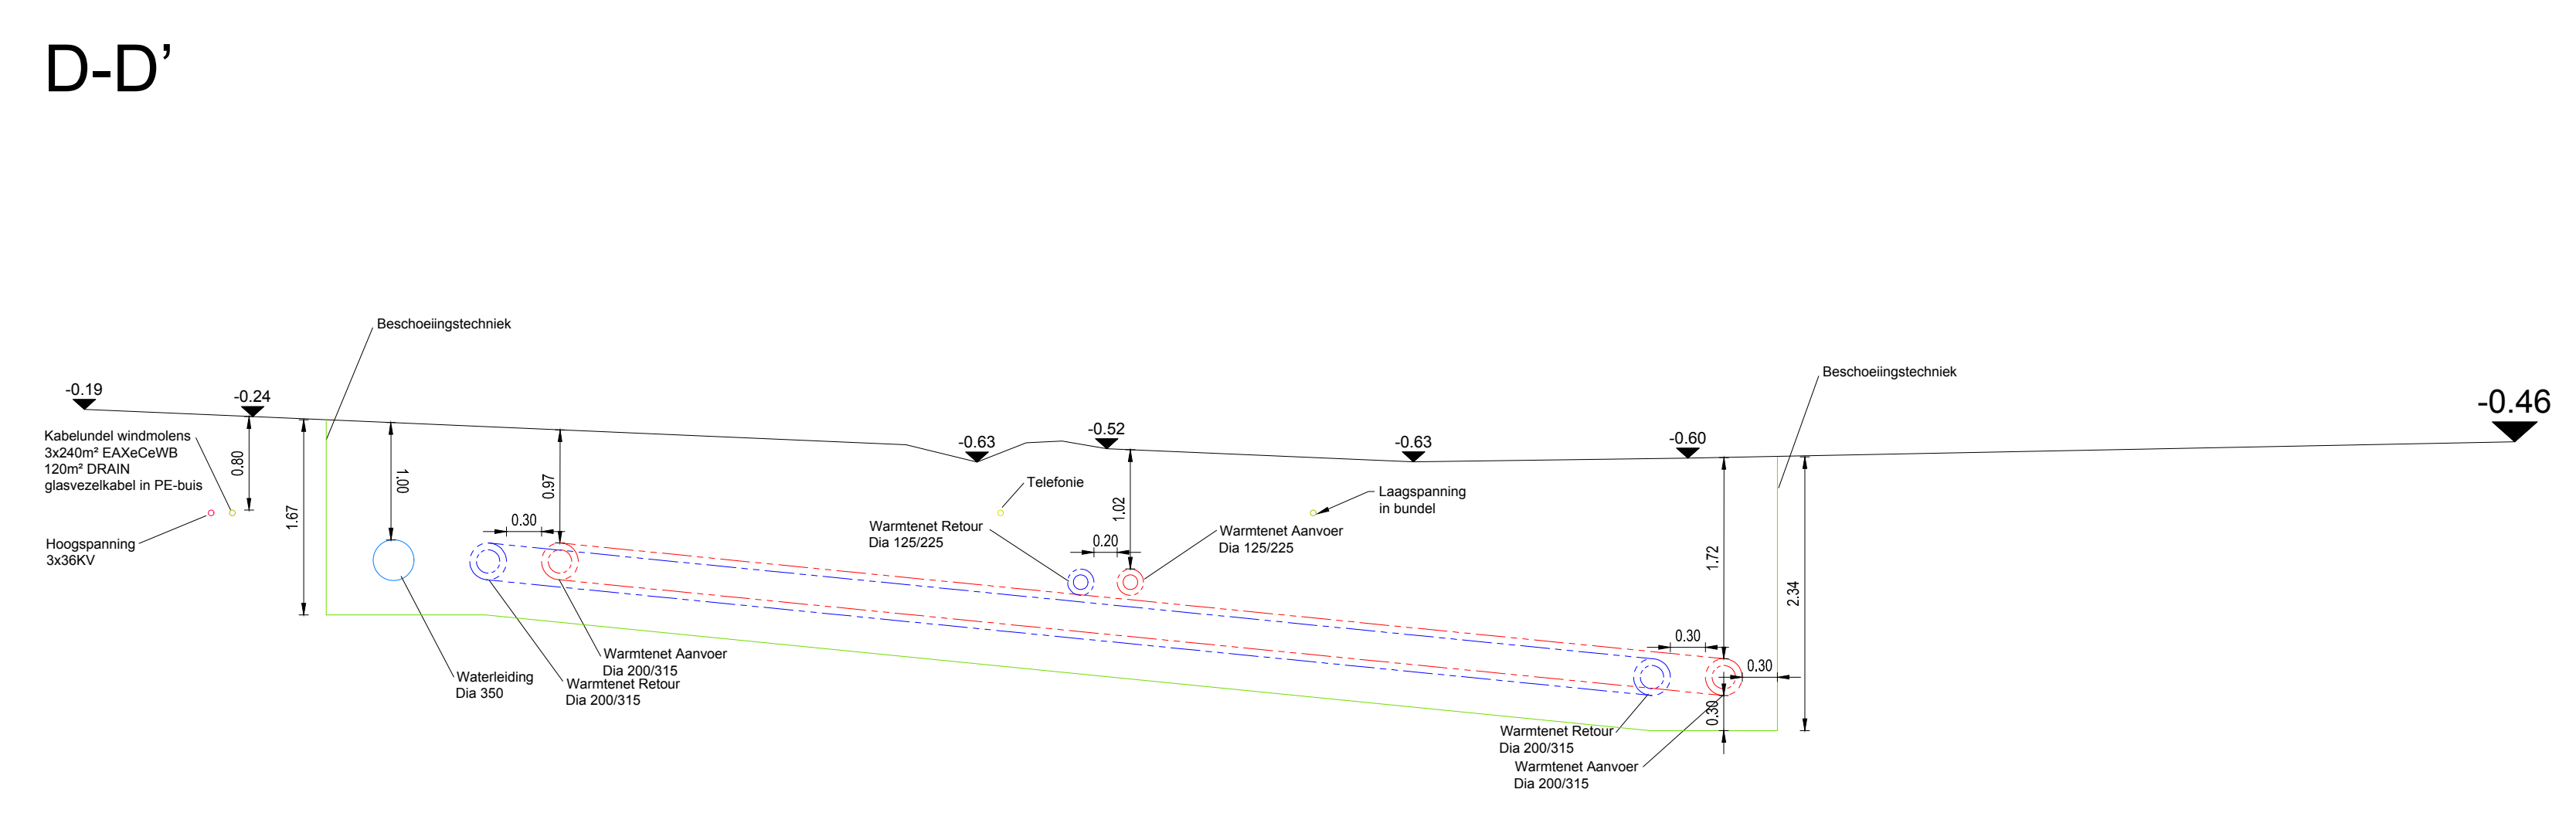 D-D’
Beschoeiingstechniek
Beschoeiingstechniek
-0.19
-0.24
-0.63
-0.52
-0.63
-0.60
-0.46
Kabelundel windmolens
3x240m² EAXeCeWB
120m² DRAIN
glasvezelkabel in PE-buis
Hoogspanning
3x36KV
0.80
1.67
1.00
0.97
0.30
Telefonie
Warmtenet Retour
Dia 125/225
0.20
1.02
Warmtenet Aanvoer
Dia 125/225
Laagspanning
in bundel
1.72
2.34
0.30
0.30
0.30
Waterleiding
Dia 350
Warmtenet Aanvoer
Dia 200/315
Warmtenet Retour
Dia 200/315
Warmtenet Retour
Dia 200/315
Warmtenet Aanvoer
Dia 200/315